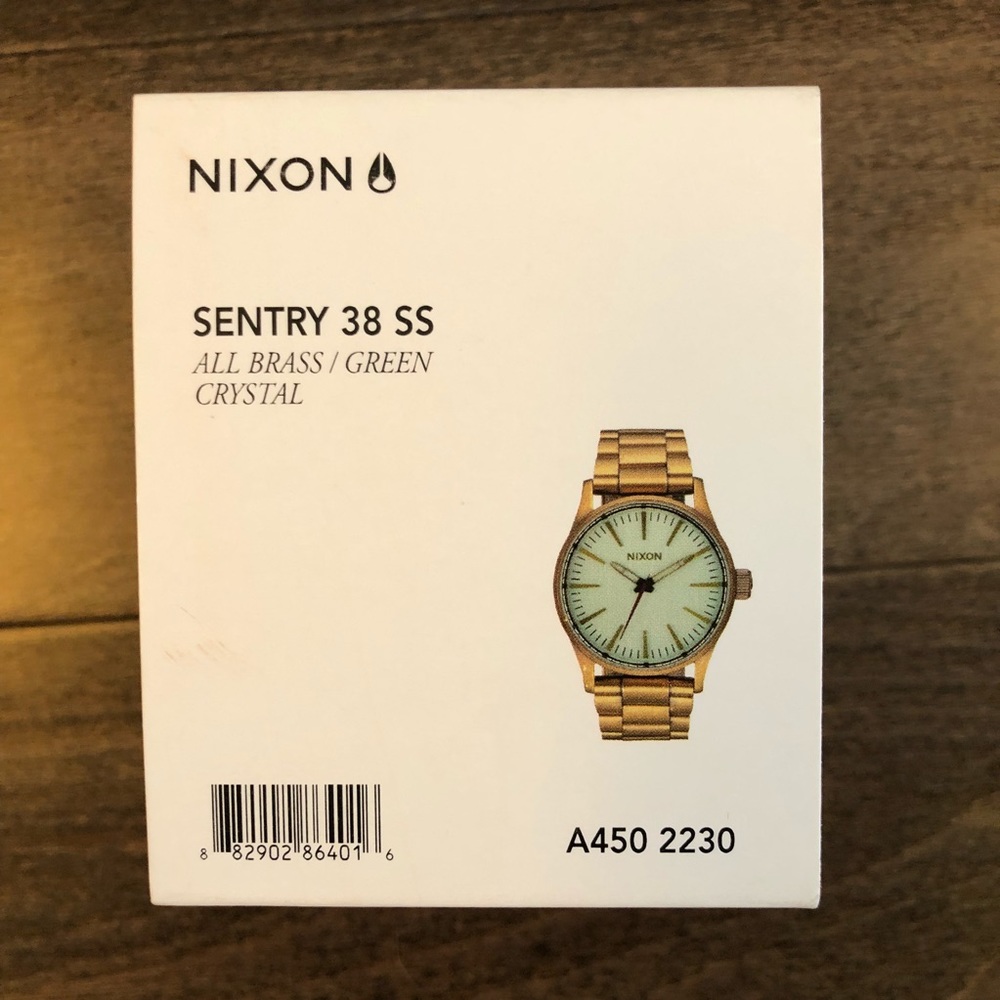 NIXON
SENTRY 38 SS
ALL BRASS / GREEN
CRYSTAL
NIXON
8 82902 86401 6
A450 2230